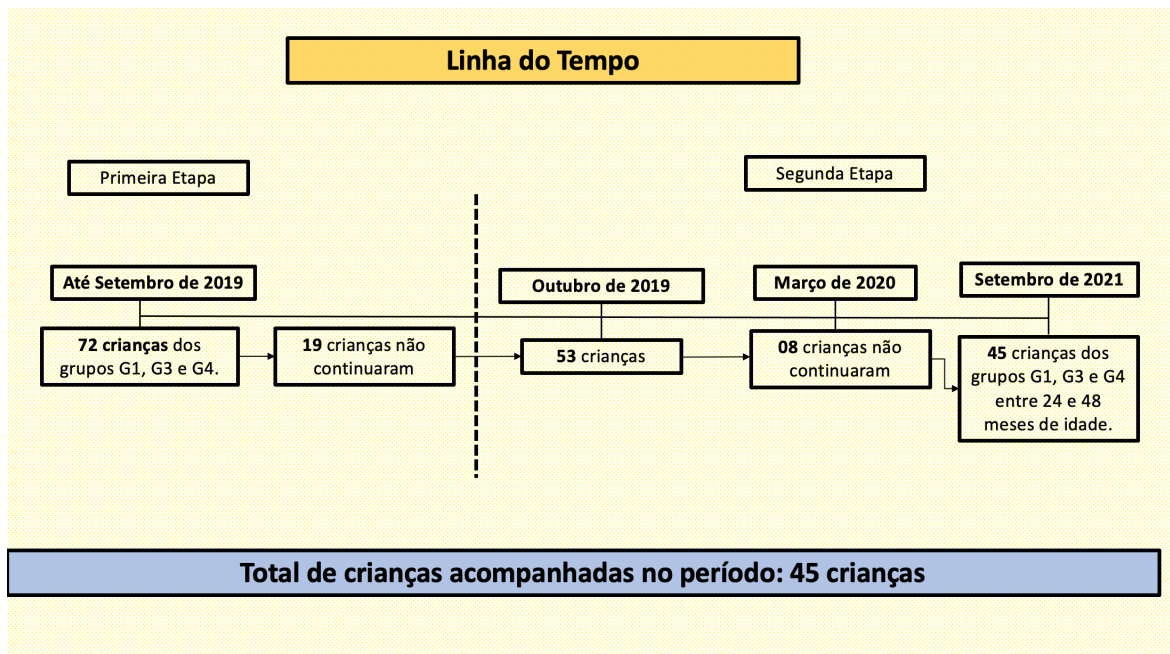 Linha do Tempo
Primeira Etapa
Segunda Etapa
Até Setembro de 2019
Outubro de 2019
Março de 2020
Setembro de 2021
72 crianças dos
grupos G1, G3 e G4.
19 crianças não
continuaram
53 crianças
08 crianças não
continuaram
45 crianças dos
grupos G1, G3 e G4
entre 24 e 48
meses de idade.
Total de crianças acompanhadas no período: 45 crianças